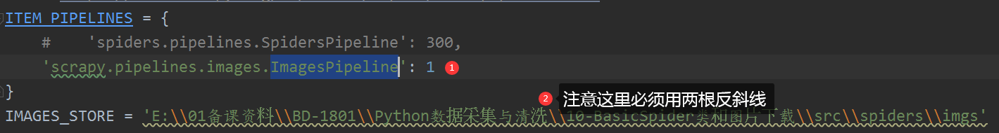 ITEM_PIPELINES = {
#    'spiders.pipelines.SpidersPipeline': 300,
'scrapy.pipelines.images.ImagesPipeline': 1 1
}
2 注意这里必须用两根反斜线
IMAGES_STORE = 'E:\\01备课资料\\BD-1801\\Python数据采集与清洗\\10-BasicSpider类和图片下载\\src\\spiders\\imgs'